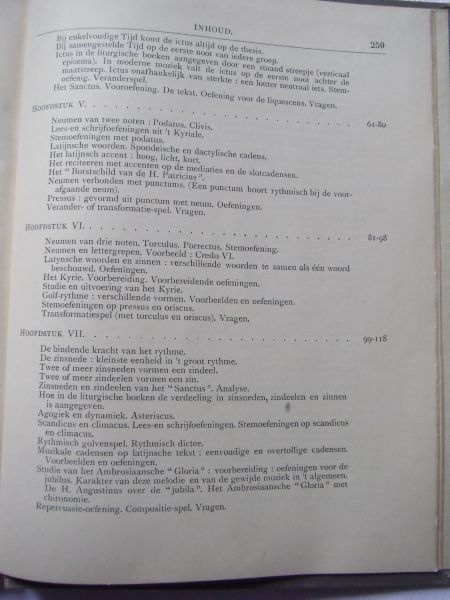 INHOUD. 259
Bij enkelvoudige Tijd komt de ictus altijd op de thesis.
Bij samengestelde Tijd op de eerste noot van iedere groep.
Ictus in de liturgische boeken aangegeven door een staand streepje (verticaal
episema). In moderne muziek valt de ictus op de eerste noot achter de
maatstreep. Ictus onafhankelijk van sterkte : een louter neutraal iets. Stem-
oefenig. Veranderspel.
Het Sanctus. Vooroefening. De tekst. Oefening voor de liquescens. Vragen.
HOOFDSTUK V. . . . . . . . . . . . . . . . . 61-80
Neumen van twee noten : Podatus. Clivis.
Lees-en schrijfoefeningen uit 't Kyriale.
Stemoefeningen met podatus.
Latijnsche woorden. Spondeische en dactylische cadens.
Het latijnsch accent : hoog, licht, kort.
Het reciteeren met accenten op de mediaties en de slotcadensen.
Het "Borstschild van de H. Patricius".
Neumen verbonden met punctums. (Een punctum hoort rythmisch bij de voor-
afgaande neum).
Pressus : gevormd uit punctum met neum. Oefeningen.
Verander- of transformatie-spel. Vragen.
HOOFDSTUK VI. . . . . . . . . . . . . . . . . 81-98
Neumen van drie noten. Torculus. Porrectus. Stemoefening.
Neumen en lettergrepen. Voorbeeld : Credo VI.
Latynsche woorden en zinnen : verschillende woorden te samen als één woord
beschouwd. Oefeningen.
Het Kyrie. Voorbereiding. Voorbereidende oefeningen.
Studie en uitvoering van het Kyrie.
Golf-rythme : verschillende vormen. Voorbeelden en oefeningen.
Stemoefeningen op pressus en oriscus.
Transformatiespel (met torculus en oriscus). Vragen.
HOOFDSTUK VII. . . . . . . . . . . . . . . . . 99-118
De bindende kracht van het rythme.
De zinsnede : kleinste eenheid in 't groot rythme.
Twee of meer zinsneden vormen een zindeel.
Twee of meer zindeelen vormen een zin.
Zinsneden en zindeelen van het "Sanctus". Analyse.
Hoe in de liturgische boeken de verdeeling in zinsneden, zindeelen en zinnen
is aangegeven.
Agogiek en dynamiek. Asteriscus.
Scandicus en climacus. Lees-en schrijfoefeningen. Stemoefeningen op scandicus
en climacus.
Rythmisch golvenspel. Rythmisch dictee.
Muzikale cadensen op latijnsche tekst : eenvoudige en overtollige cadensen.
Voorbeelden en oefeningen.
Studie van het Ambrosiaansche "Gloria" : voorbereiding : oefeningen voor de
jubilus. Karakter van deze melodie en van de gewijde muziek in 't algemeen.
De H. Augustinus over de "jubila". Het Ambrosiaansche "Gloria" met
chironomie.
Repercussie-oefening. Compositie-spel. Vragen.